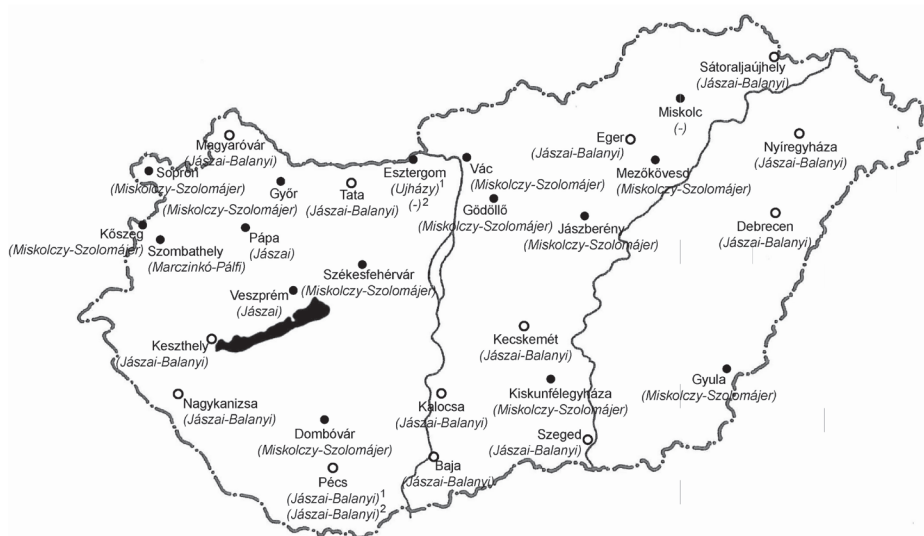 Sátoraljaújhely
(Jászai-Balanyi)
Miskolc
(-)
Magyaróvár
(Jászai-Balanyi)
Eger
(Jászai-Balanyi)
Nyiregyháza
(Jászai-Balanyi)
Sopron
(Miskolczy-Szolomájer)
Győr
(Miskolczy-Szolomájer)
Tata
(Jászai-Balanyi)
Esztergom
(Ujházy)1
(-)2
Vác
(Miskolczy-Szolomájer)
Mezökövesd
(Miskolczy-Szolomájer)
Gödöllő
(Miskolczy-Szolomájer)
Jászberény
(Miskolczy-Szolomájer)
Debrecen
(Jászai-Balanyi)
Kőszeg
(Miskolczy-Szolomájer)
Szombathely
(Marczinkó-Pálfi)
Pápa
(Jászai)
Székesfehérvár
(Miskolczy-Szolomájer)
Veszprém
(Jászai)
Keszthely
(Jászai-Balanyi)
Kecskemét
(Jászai-Balanyi)
Gyula
(Miskolczy-Szolomájer)
Nagykanizsa
(Jászai-Balanyi)
Kalocsa
(Jászai-Balanyi)
Kiskunfélegyháza
(Miskolczy-Szolomájer)
Dombóvár
(Miskolczy-Szolomájer)
Szeged
(Jászai-Balanyi)
Baja
(Jászai-Balanyi)
Pécs
(Jászai-Balanyi)1
(Jászai-Balanyi)2